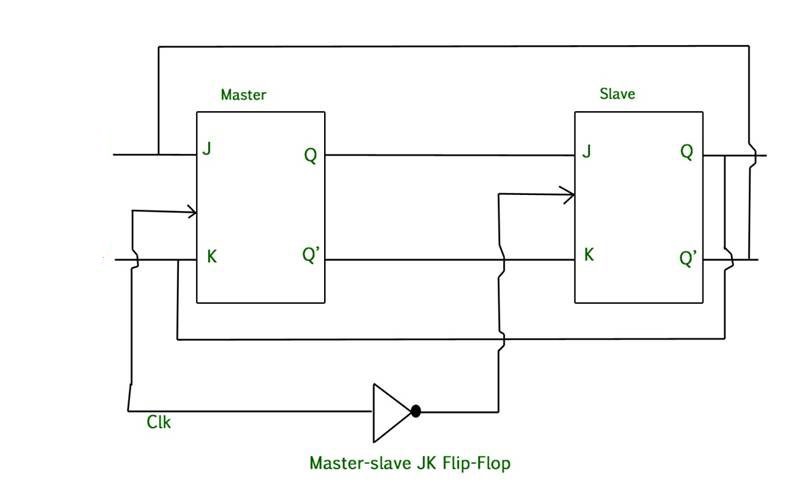 Master
Slave
J
Q
J
Q
K
Q’
K
Q’
Clk
Master-slave JK Flip-Flop